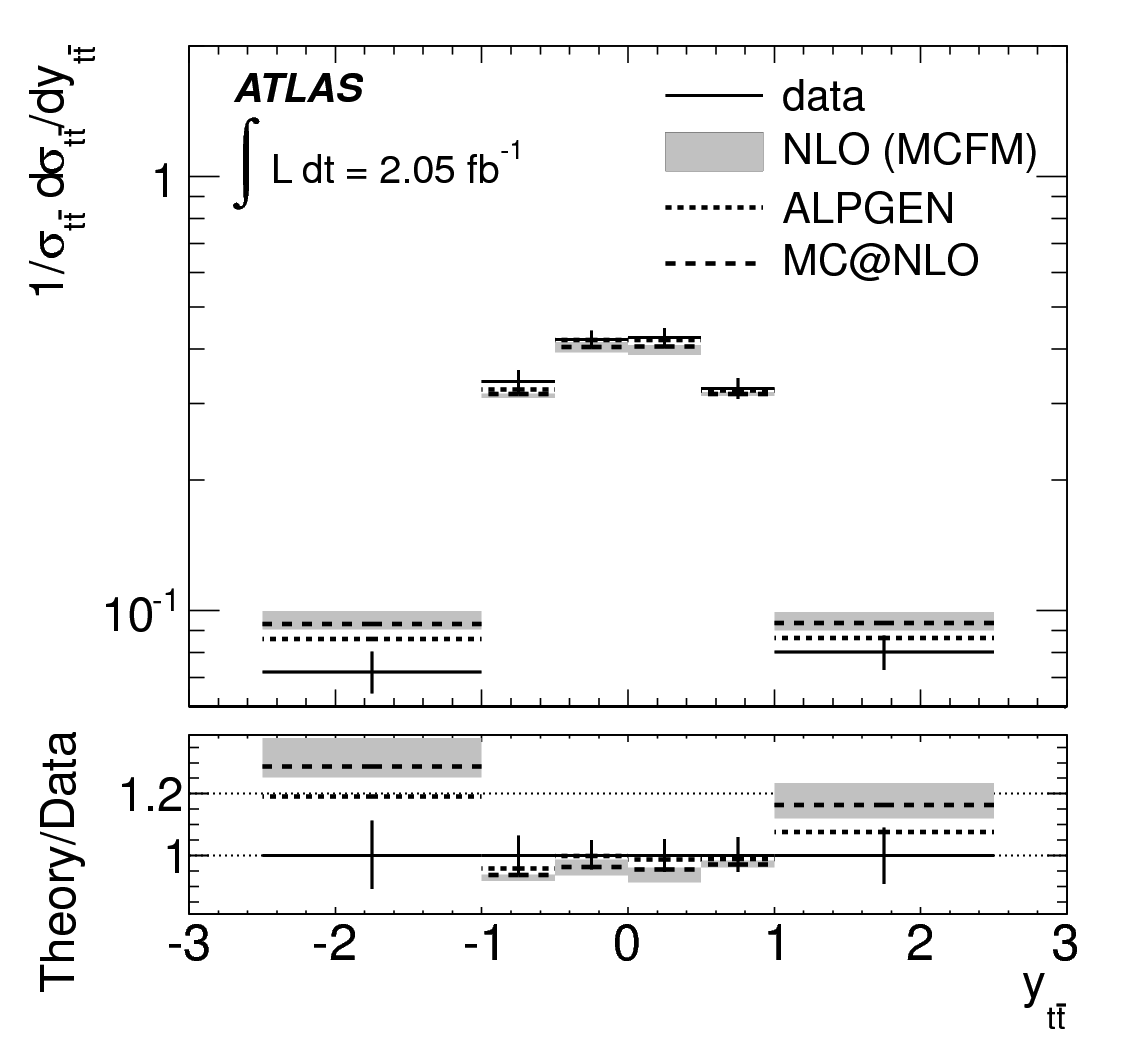 1/σtt̄ dσtt̄/dytt̄
ATLAS
∫ L dt = 2.05 fb-1
data
NLO (MCFM)
ALPGEN
MC@NLO
1
10-1
Theory/Data
1.2
1
-3 -2 -1 0 1 2 3
ytt̄